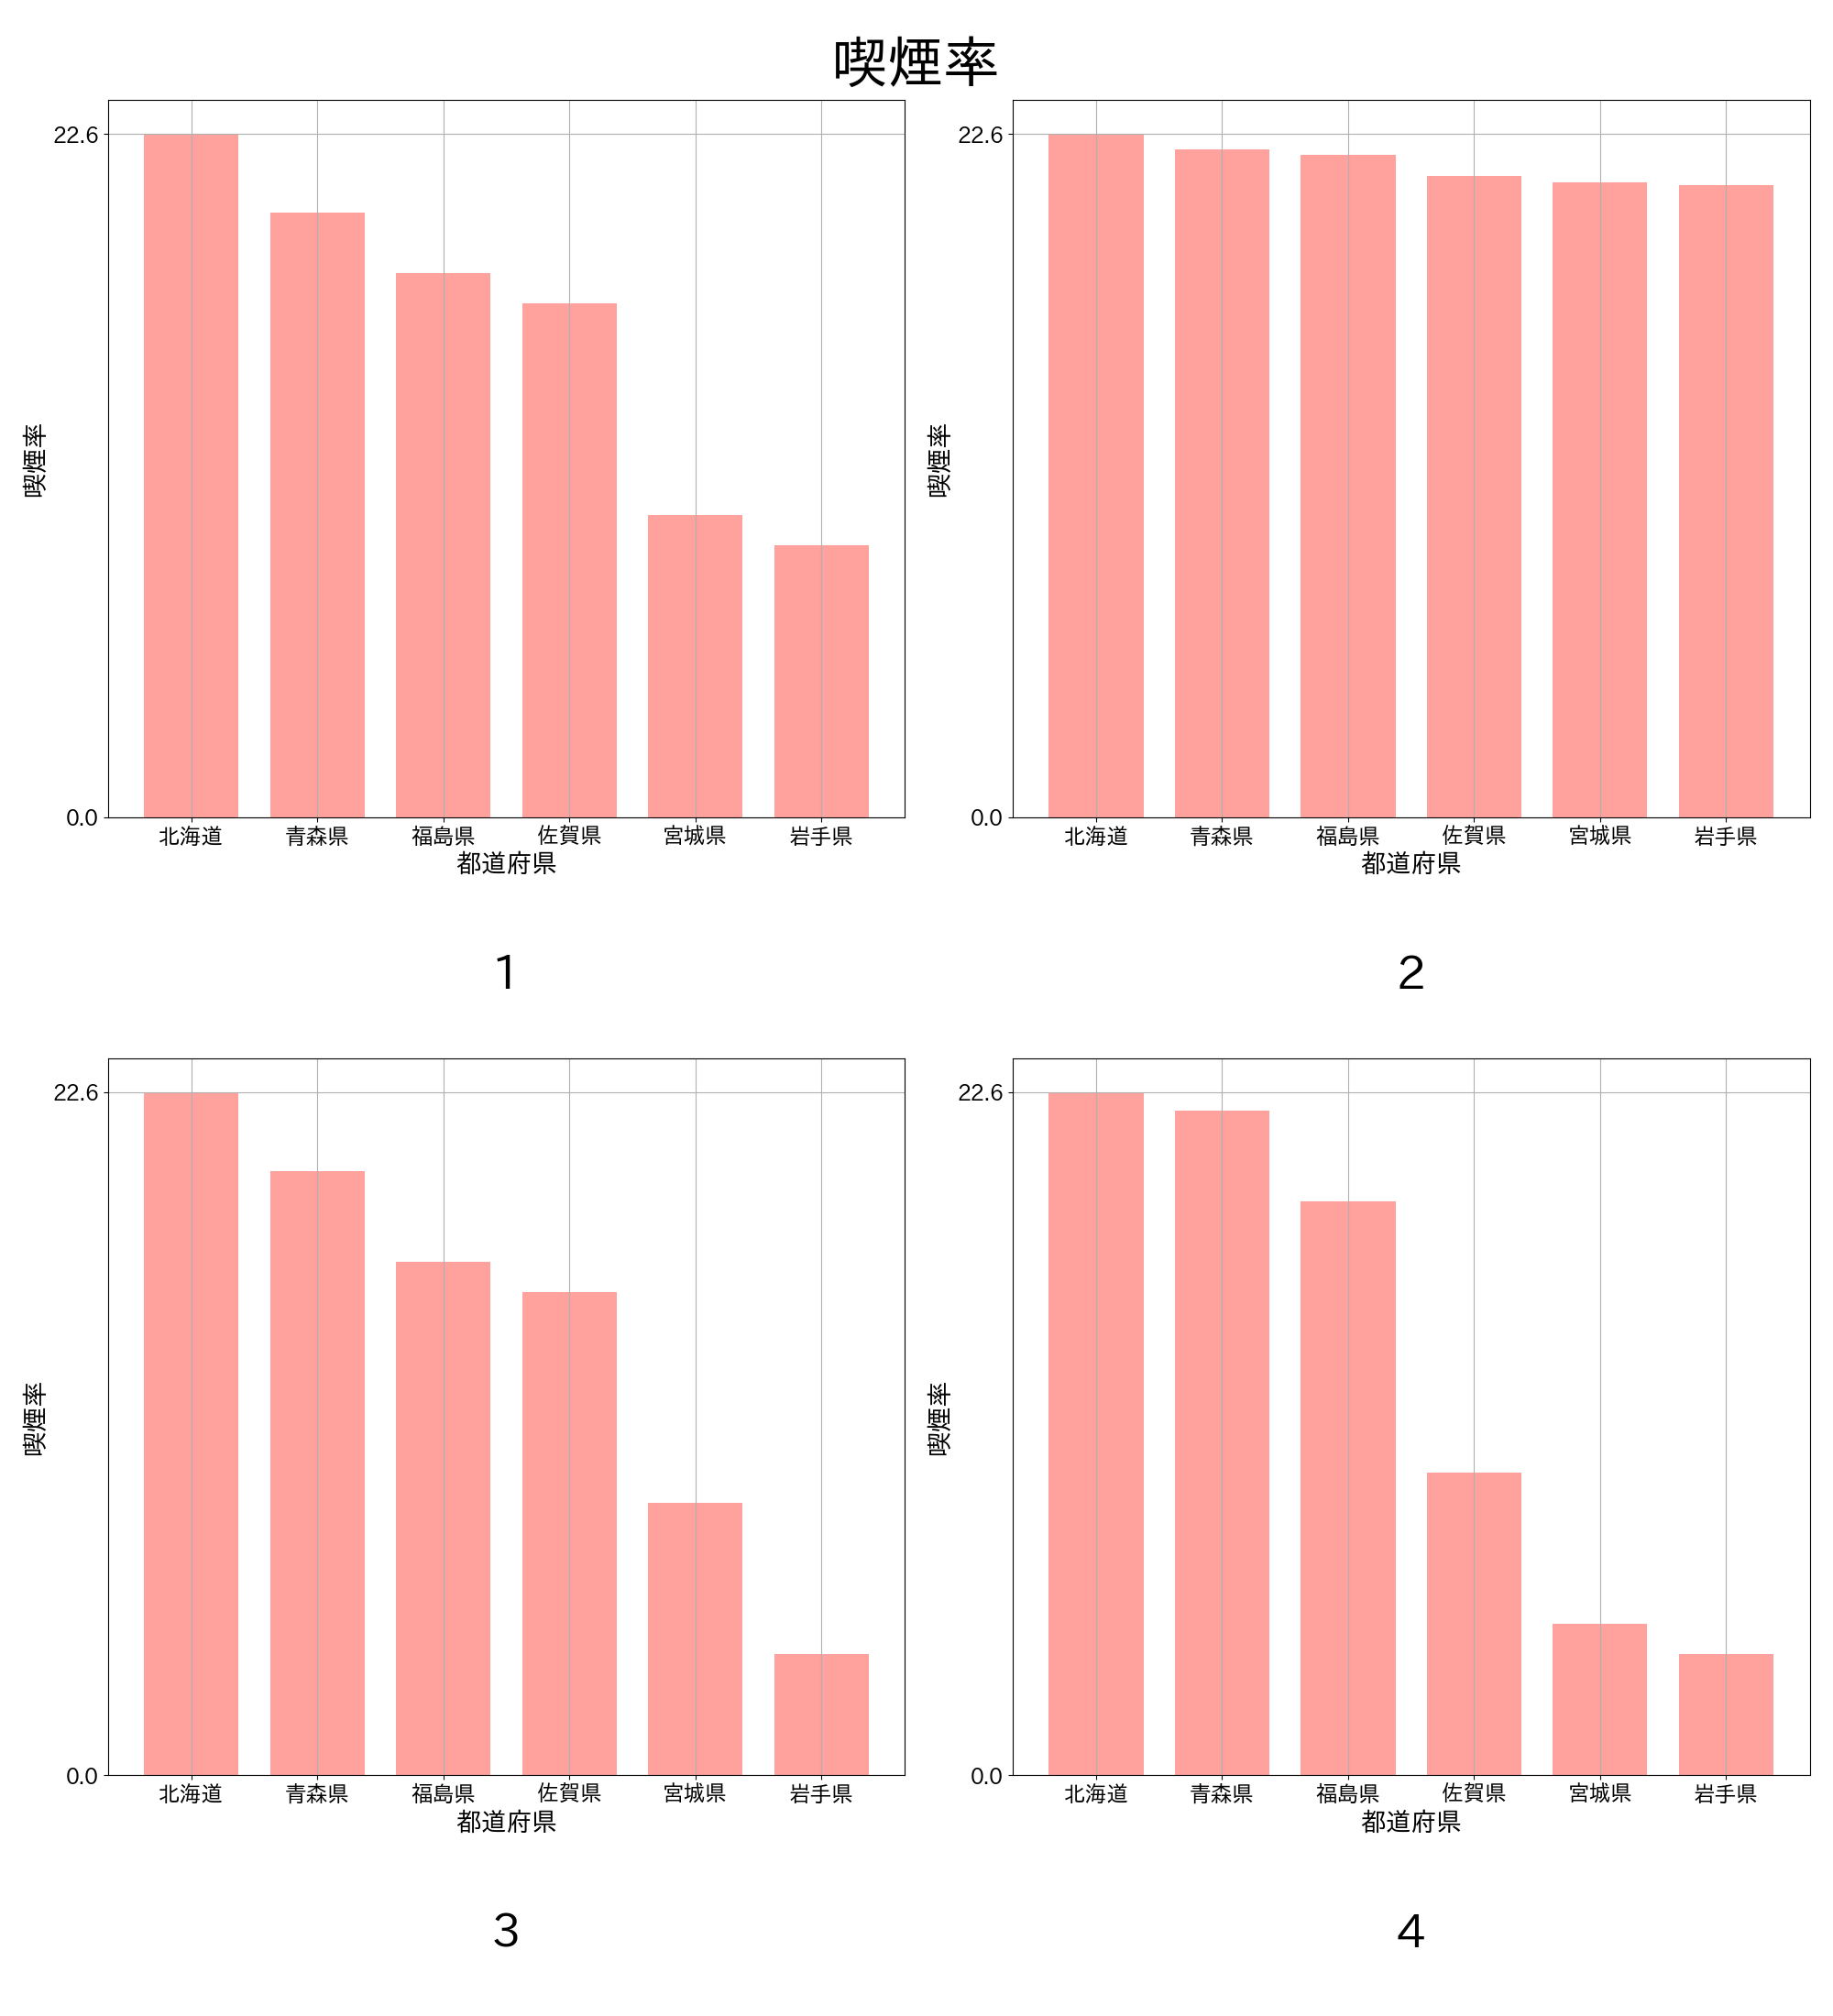 喫煙率
22.6
喫煙率
0.0
北海道 青森県 福島県 佐賀県 宮城県 岩手県
都道府県
1
22.6
喫煙率
0.0
北海道 青森県 福島県 佐賀県 宮城県 岩手県
都道府県
2
22.6
喫煙率
0.0
北海道 青森県 福島県 佐賀県 宮城県 岩手県
都道府県
3
22.6
喫煙率
0.0
北海道 青森県 福島県 佐賀県 宮城県 岩手県
都道府県
4